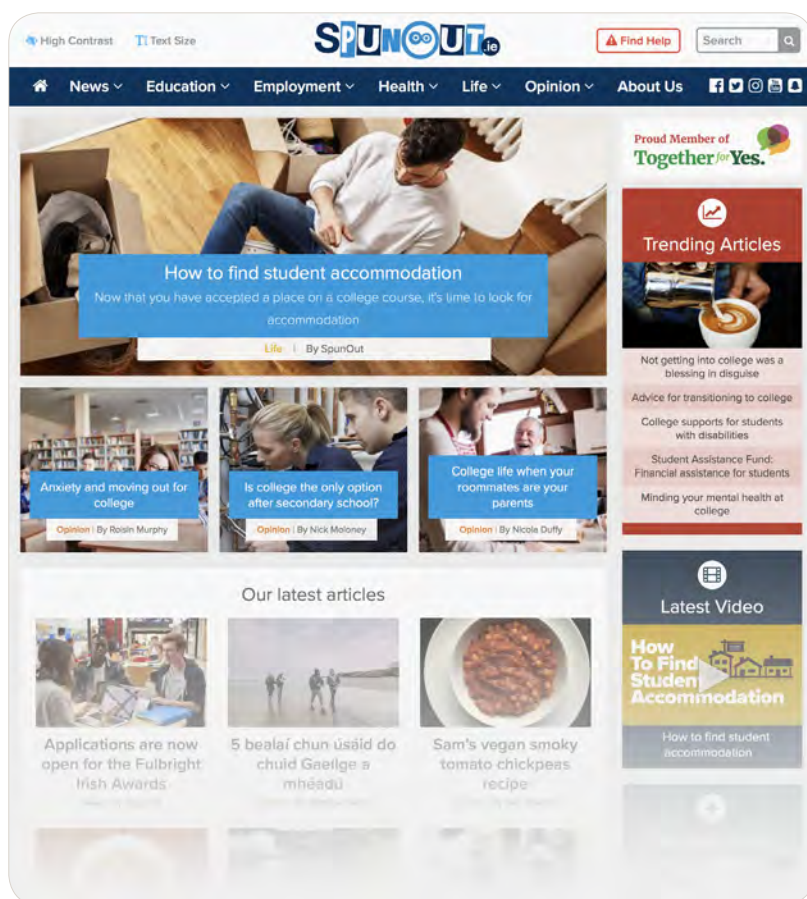 High Contrast
Text Size
SPUNOUT.ie
Find Help
Search
News
Education
Employment
Health
Life
Opinion
About Us
How to find student accommodation
Now that you have accepted a place on a college course, it's time to look for
accommodation
Life | By SpunOut
Anxiety and moving out for
college
Opinion | By Roisin Murphy
Is college the only option
after secondary school?
Opinion | By Nick Moloney
College life when your
roommates are your
parents
Opinion | By Nicola Duffy
Our latest articles
Applications are now
open for the Fulbright
Irish Awards
5 bealaí chun úsáid do
chuid Gaeilge a
mhéadú
Sam's vegan smoky
tomato chickpeas
recipe
Proud Member of
Together for Yes.
Trending Articles
Not getting into college was a
blessing in disguise
Advice for transitioning to college
College supports for students
with disabilities
Student Assistance Fund:
Financial assistance for students
Minding your mental health at
college
Latest Video
How
To Find
Student
Accommodation
How to find student
accommodation